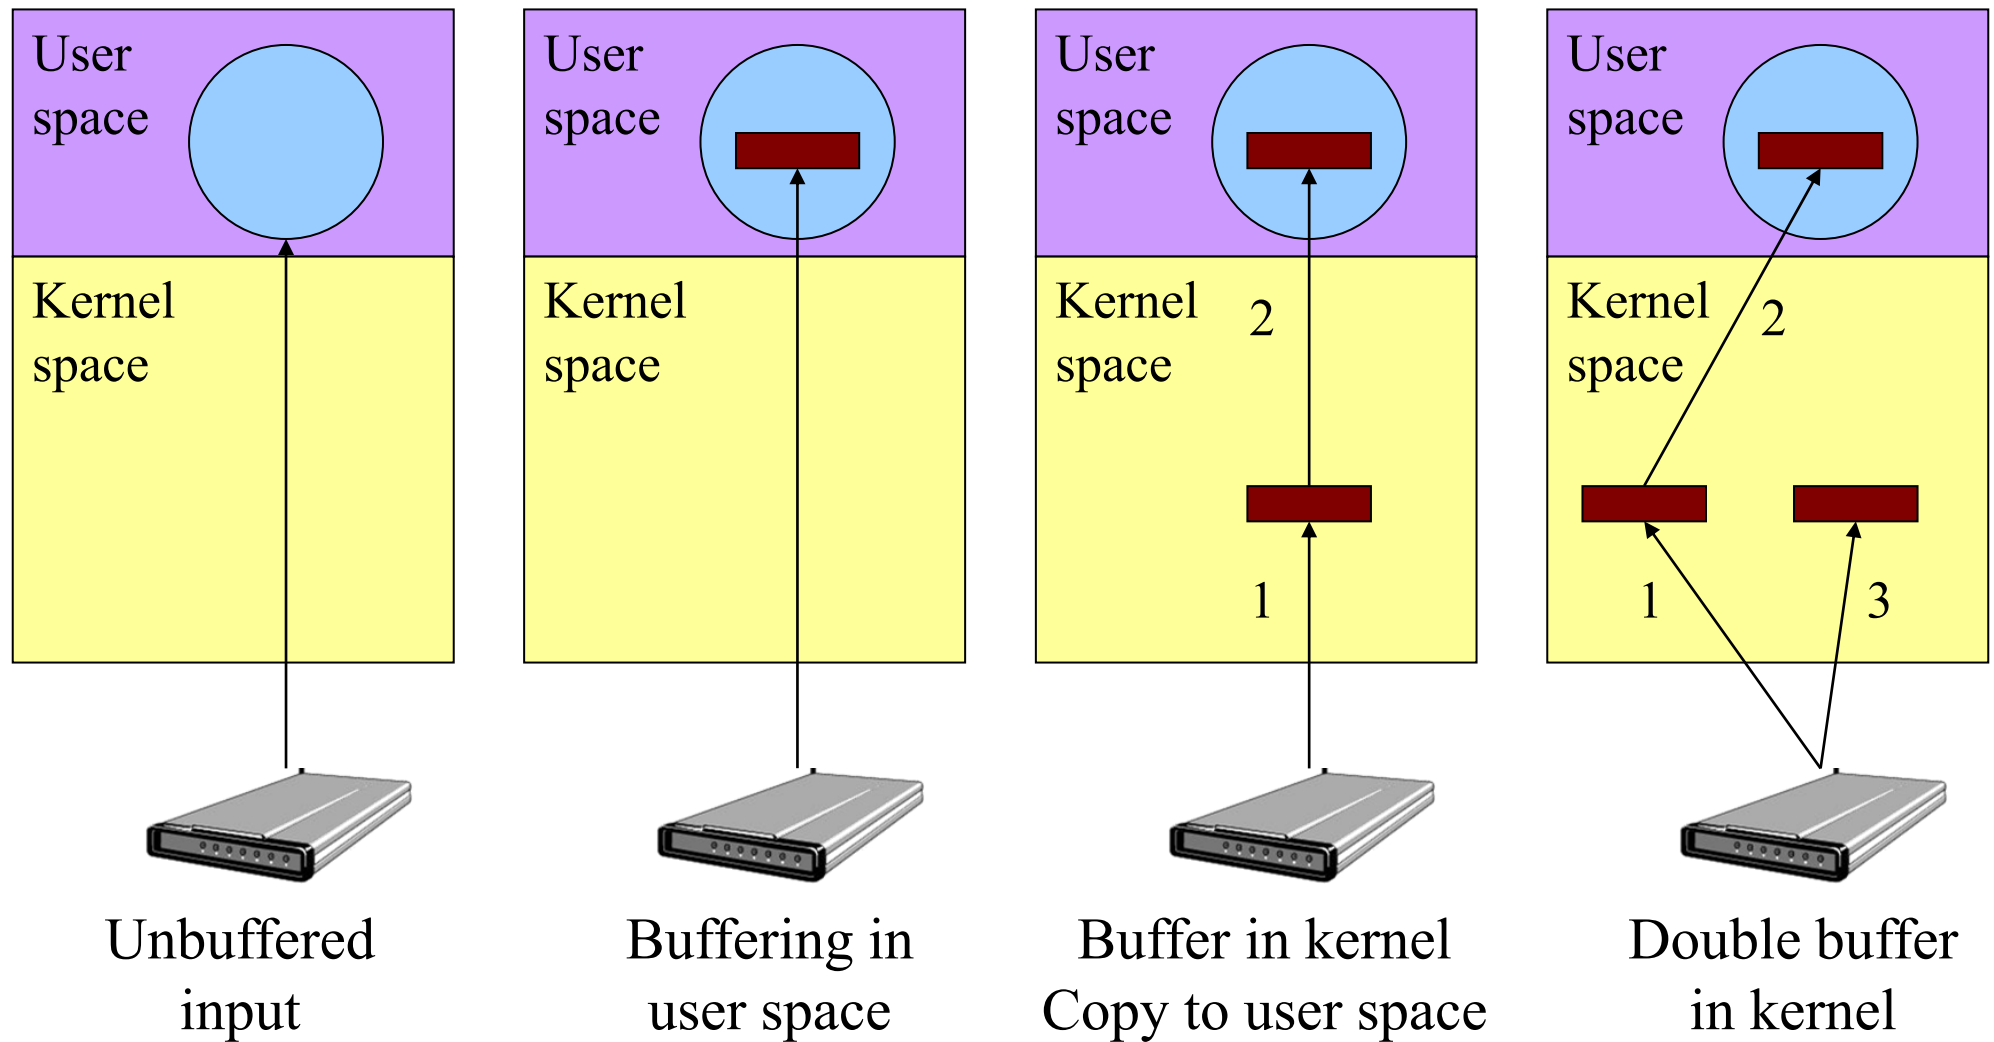 User
space
Kernel
space
Unbuffered
input
User
space
Kernel
space
Buffering in
user space
User
space
Kernel
space
2
1
Buffer in kernel
Copy to user space
User
space
Kernel
space
2
1
3
Double buffer
in kernel